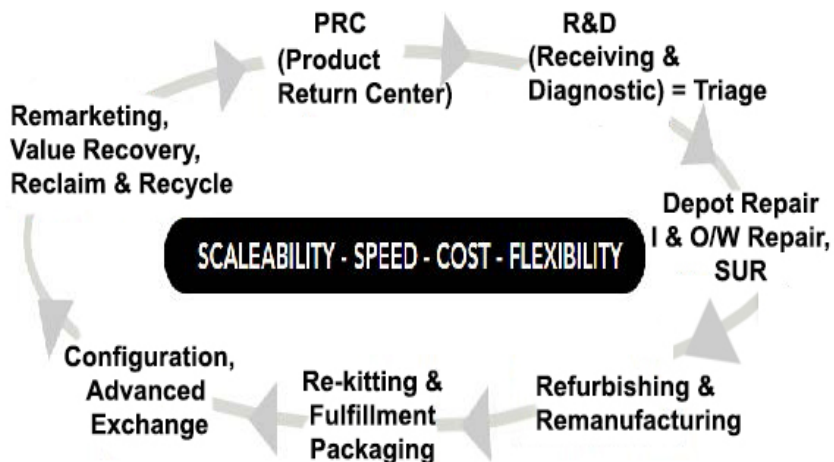 PRC
(Product
Return Center)
R&D
(Receiving &
Diagnostic) = Triage
Depot Repair
I & O/W Repair,
SUR
Refurbishing &
Remanufacturing
Re-kitting &
Fulfillment
Packaging
Configuration,
Advanced
Exchange
Remarketing,
Value Recovery,
Reclaim & Recycle
SCALEABILITY - SPEED - COST - FLEXIBILITY